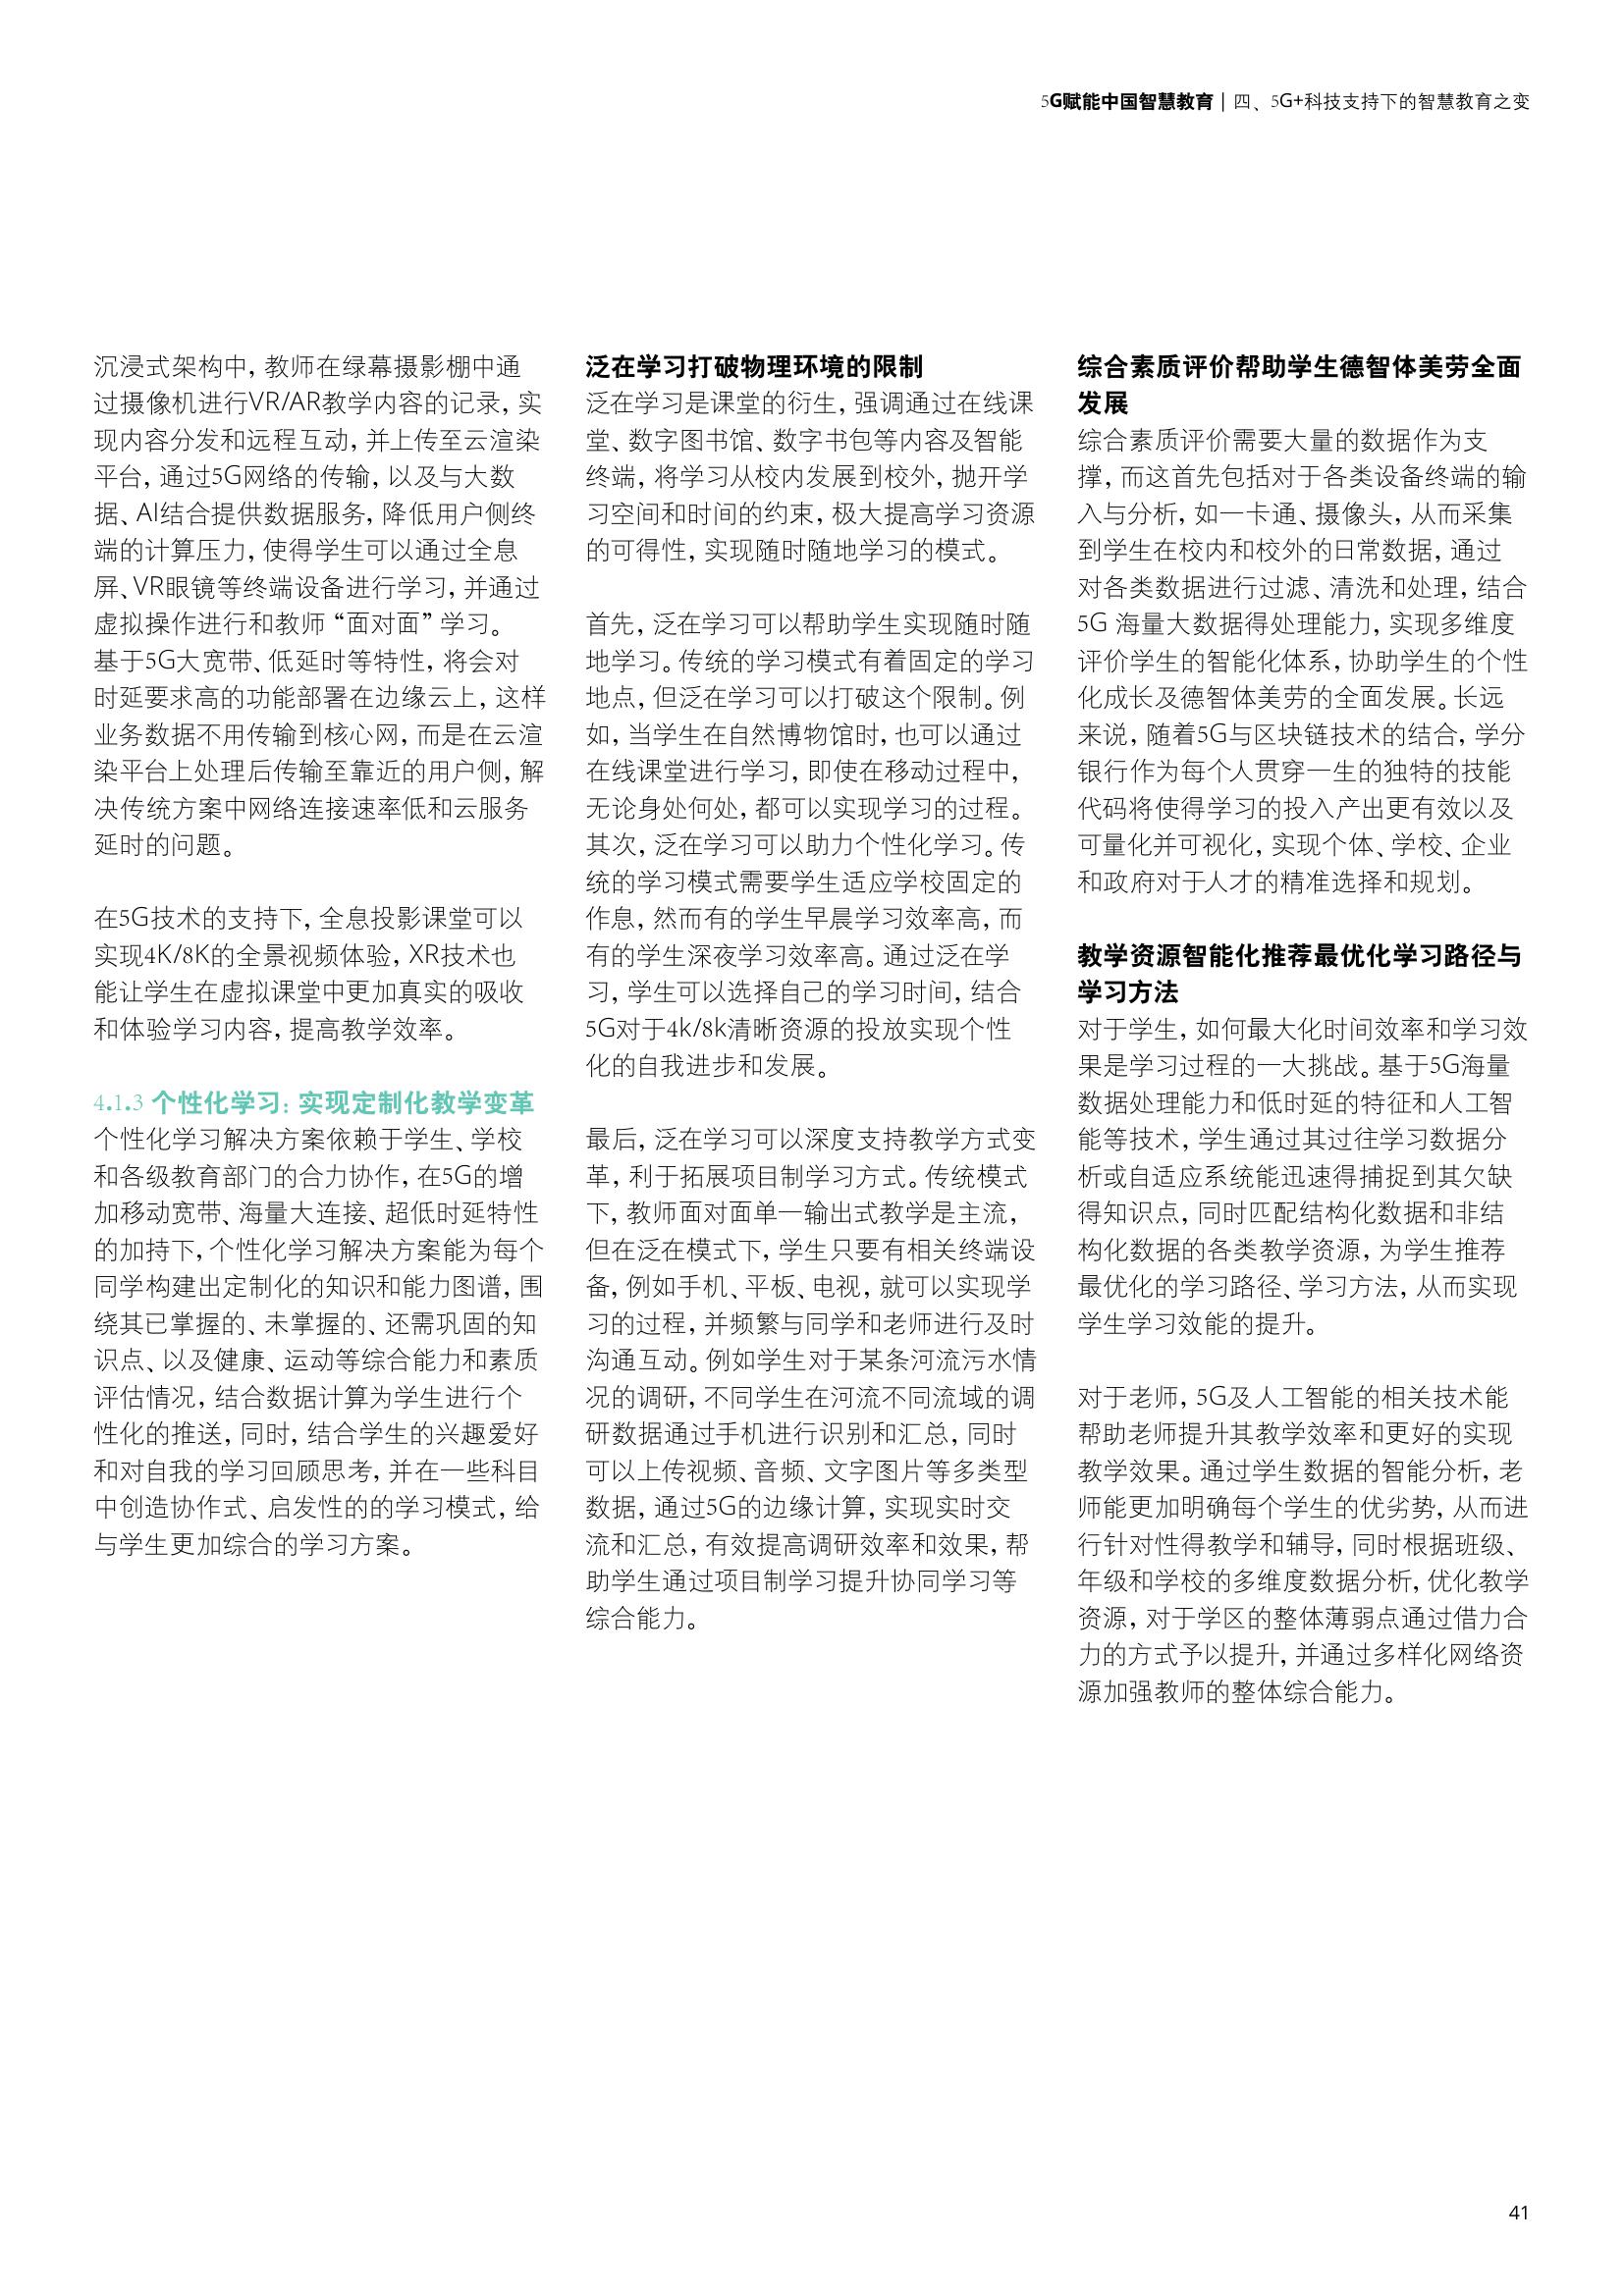 5G赋能中国智慧教育 | 四、5G+科技支持下的智慧教育之变
沉浸式架构中，教师在绿幕摄影棚中通
过摄像机进行VR/AR教学内容的记录，实
现内容分发和远程互动，并上传至云渲染
平台，通过5G网络的传输，以及与大数
据、AI结合提供数据服务，降低用户侧终
端的计算压力，使得学生可以通过全息
屏、VR眼镜等终端设备进行学习，并通过
虚拟操作进行和教师“面对面”学习。
基于5G大宽带、低延时等特性，将会对
时延要求高的功能部署在边缘云上，这样
业务数据不用传输到核心网，而是在云渲
染平台上处理后传输至靠近的用户侧，解
决传统方案中网络连接速率低和云服务
延时的问题。
在5G技术的支持下，全息投影课堂可以
实现4K/8K的全景视频体验，XR技术也
能让学生在虚拟课堂中更加真实的吸收
和体验学习内容，提高教学效率。
4.1.3 个性化学习：实现定制化教学变革
个性化学习解决方案依赖于学生、学校
和各级教育部门的合力协作，在5G的增
加移动宽带、海量大连接、超低时延特性
的加持下，个性化学习解决方案能为每个
同学构建出定制化的知识和能力图谱，围
绕其已掌握的、未掌握的、还需巩固的知
识点、以及健康、运动等综合能力和素质
评估情况，结合数据计算为学生进行个
性化的推送，同时，结合学生的兴趣爱好
和对自我的学习回顾思考，并在一些科目
中创造协作式、启发性的的学习模式，给
与学生更加综合的学习方案。
泛在学习打破物理环境的限制
泛在学习是课堂的衍生，强调通过在线课
堂、数字图书馆、数字书包等内容及智能
终端，将学习从校内发展到校外，抛开学
习空间和时间的约束，极大提高学习资源
的可得性，实现随时随地学习的模式。
首先，泛在学习可以帮助学生实现随时随
地学习。传统的学习模式有着固定的学习
地点，但泛在学习可以打破这个限制。例
如，当学生在自然博物馆时，也可以通过
在线课堂进行学习，即使在移动过程中，
无论身处何处，都可以实现学习的过程。
其次，泛在学习可以助力个性化学习。传
统的学习模式需要学生适应学校固定的
作息，然而有的学生早晨学习效率高，而
有的学生深夜学习效率高。通过泛在学
习，学生可以选择自己的学习时间，结合
5G对于4k/8k清晰资源的投放实现个性
化的自我进步和发展。
最后，泛在学习可以深度支持教学方式变
革，利于拓展项目制学习方式。传统模式
下，教师面对面单一输出式教学是主流，
但在泛在模式下，学生只要有相关终端设
备，例如手机、平板、电视，就可以实现学
习的过程，并频繁与同学和老师进行及时
沟通互动。例如学生对于某条河流污水情
况的调研，不同学生在河流不同流域的调
研数据通过手机进行识别和汇总，同时
可以上传视频、音频、文字图片等多类型
数据，通过5G的边缘计算，实现实时交
流和汇总，有效提高调研效率和效果，帮
助学生通过项目制学习提升协同学习等
综合能力。
综合素质评价帮助学生德智体美劳全面
发展
综合素质评价需要大量的数据作为支
撑，而这首先包括对于各类设备终端的输
入与分析，如一卡通、摄像头，从而采集
到学生在校内和校外的日常数据，通过
对各类数据进行过滤、清洗和处理，结合
5G 海量大数据得处理能力，实现多维度
评价学生的智能化体系，协助学生的个性
化成长及德智体美劳的全面发展。长远
来说，随着5G与区块链技术的结合，学分
银行作为每个人贯穿一生的独特的技能
代码将使得学习的投入产出更有效以及
可量化并可视化，实现个体、学校、企业
和政府对于人才的精准选择和规划。
教学资源智能化推荐最优化学习路径与
学习方法
对于学生，如何最大化时间效率和学习效
果是学习过程的一大挑战。基于5G海量
数据处理能力和低时延的特征和人工智
能等技术，学生通过其过往学习数据分
析或自适应系统能迅速得捕捉到其欠缺
得知识点，同时匹配结构化数据和非结
构化数据的各类教学资源，为学生推荐
最优化的学习路径、学习方法，从而实现
学生学习效能的提升。
对于老师，5G及人工智能的相关技术能
帮助老师提升其教学效率和更好的实现
教学效果。通过学生数据的智能分析，老
师能更加明确每个学生的优劣势，从而进
行针对性得教学和辅导，同时根据班级、
年级和学校的多维度数据分析，优化教学
资源，对于学区的整体薄弱点通过借力合
力的方式予以提升，并通过多样化网络资
源加强教师的整体综合能力。
41